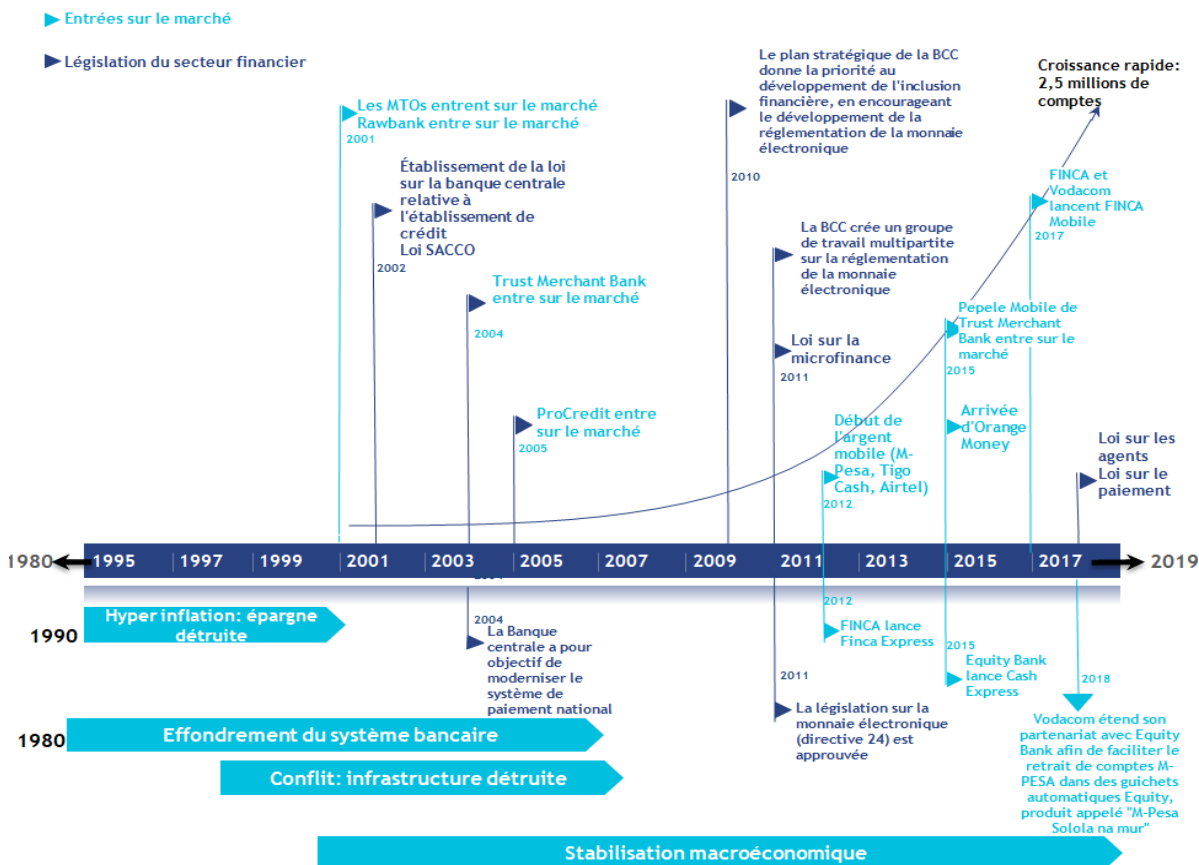 Entrées sur le marché
Législation du secteur financier
Les MTOs entrent sur le marché
Rawbank entre sur le marché
2001
Établissement de la loi
sur la banque centrale
relative à
l'établissement de
crédit
Loi SACCO
2002
Trust Merchant Bank
entre sur le marché
2004
ProCredit entre
sur le marché
2005
Le plan stratégique de la BCC
donne la priorité au
développement de l'inclusion
financière, en encourageant
le développement de la
réglementation de la monnaie
électronique
2010
La BCC crée un groupe
de travail multipartite
sur la réglementation
de la monnaie
électronique
Loi sur la
microfinance
2011
Début de
l'argent
mobile (M-
Pesa, Tigo
Cash, Airtel)
2012
Croissance rapide:
2,5 millions de
comptes
FINCA et
Vodacom
lancent FINCA
Mobile
2017
Pepele Mobile de
Trust Merchant
Bank entre sur le
marché
2015
Arrivée
d'Orange
Money
Loi sur les
agents
Loi sur le
paiement
1980 1995 1997 1999 2001 2003 2005 2007 2009 2011 2013 2015 2017 2019
Hyper inflation: épargne
détruite
1990
2004
La Banque
centrale a pour
objectif de
moderniser le
système de
paiement national
2012
FINCA lance
Finca Express
2015
Equity Bank
lance Cash
Express
2011
La législation sur la
monnaie électronique
(directive 24) est
approuvée
2018
Vodacom étend son
partenariat avec Equity
Bank afin de faciliter le
retrait de comptes M-
PESA dans des guichets
automatiques Equity,
produit appelé "M-Pesa
Solola na mur"
1980
Effondrement du système bancaire
Conflit: infrastructure détruite
Stabilisation macroéconomique